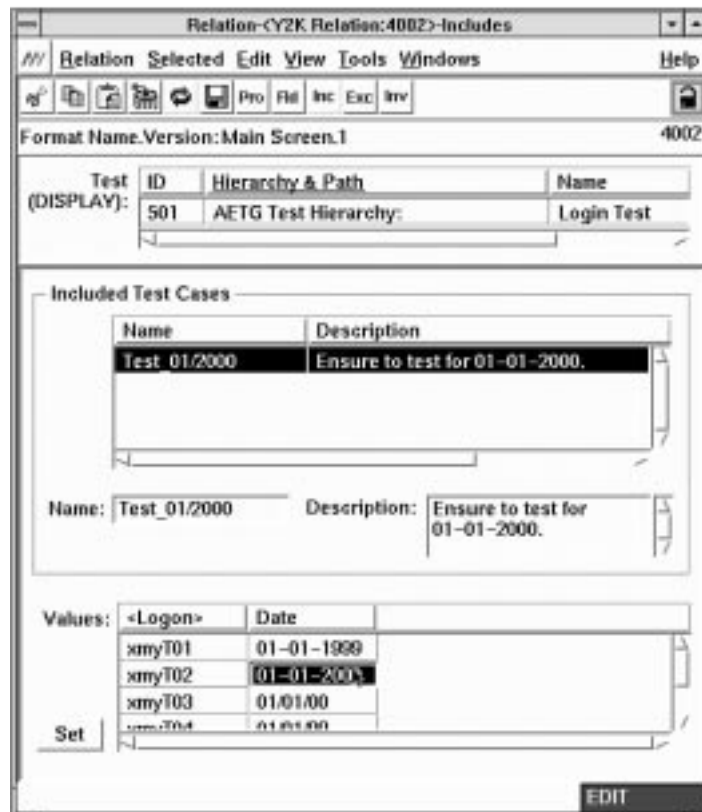 Relation-<Y2K Relation:4002>-Includes
Relation Selected Edit View Tools Windows Help
Pro Fld Inc Exc Inv
Format Name.Version:Main Screen.1 4002
Test (DISPLAY):
ID Hierarchy & Path Name
501 AETG Test Hierarchy: Login Test
Included Test Cases
Name Description
Test_01/2000 Ensure to test for 01-01-2000.
Name: Test_01/2000 Description: Ensure to test for
01-01-2000.
Values: <Logon> Date
xmyT01 01-01-1999
xmyT02 01-01-2000
xmyT03 01/01/00
Set
EDIT